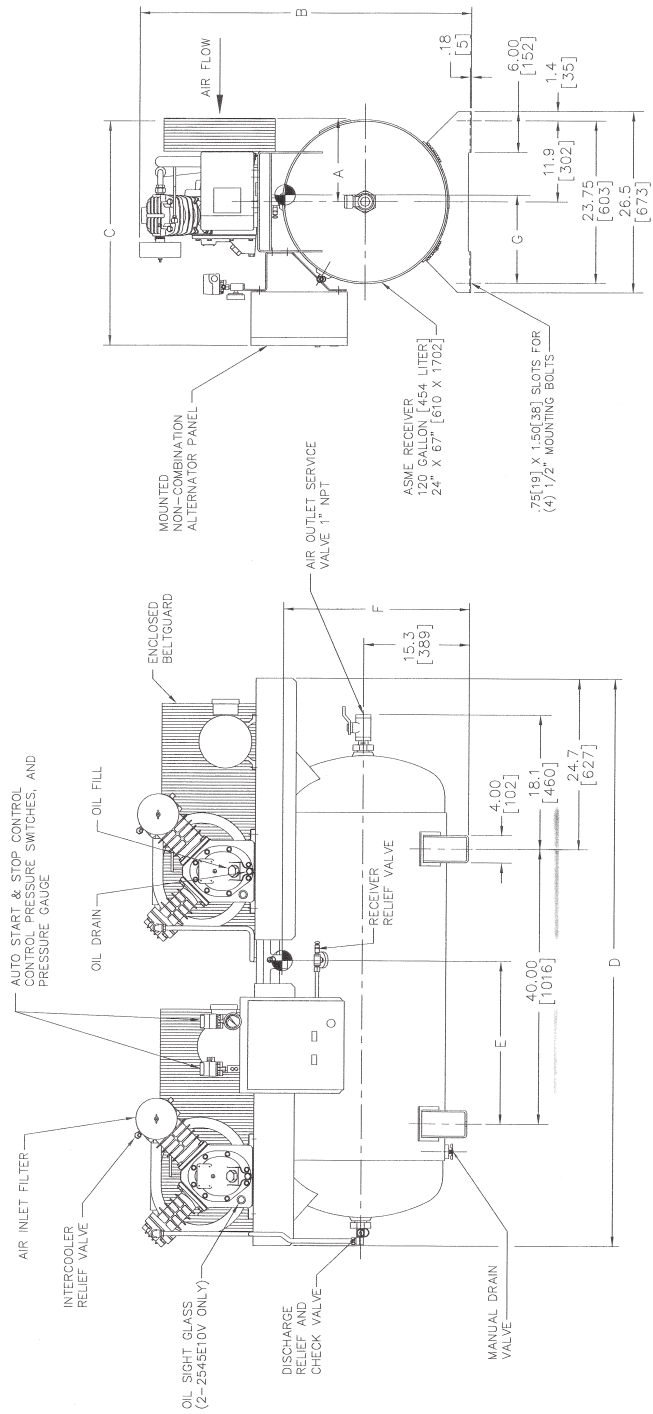 AUTO START & STOP CONTROL
CONTROL PRESSURE SWITCHES, AND
PRESSURE GAUGE
AIR INLET FILTER
INTERCOOLER
RELIEF VALVE
OIL SIGHT GLASS
(2-2545E10V ONLY)
OIL DRAIN
OIL FILL
ENCLOSED
BELTGUARD
DISCHARGE
RELIEF AND
CHECK VALVE
MANUAL DRAIN
VALVE
RECEIVER
RELIEF VALVE
AIR OUTLET SERVICE
VALVE 1" NPT
F
15.3
[389]
E
4.00
[102]
18.1
[460]
40.00
[1016]
24.7
[627]
D
MOUNTED
NON-COMBINATION
ALTERNATOR PANEL
C
AIR FLOW
B
A
G
ASME RECEIVER
120 GALLON [454 LITER]
24" X 67" [610 X 1702]
.75[19] X 1.50[38] SLOTS FOR
(4) 1/2" MOUNTING BOLTS
.18
[5]
6.00
[152]
1.4
[35]
11.9
[302]
23.75
[603]
26.5
[673]